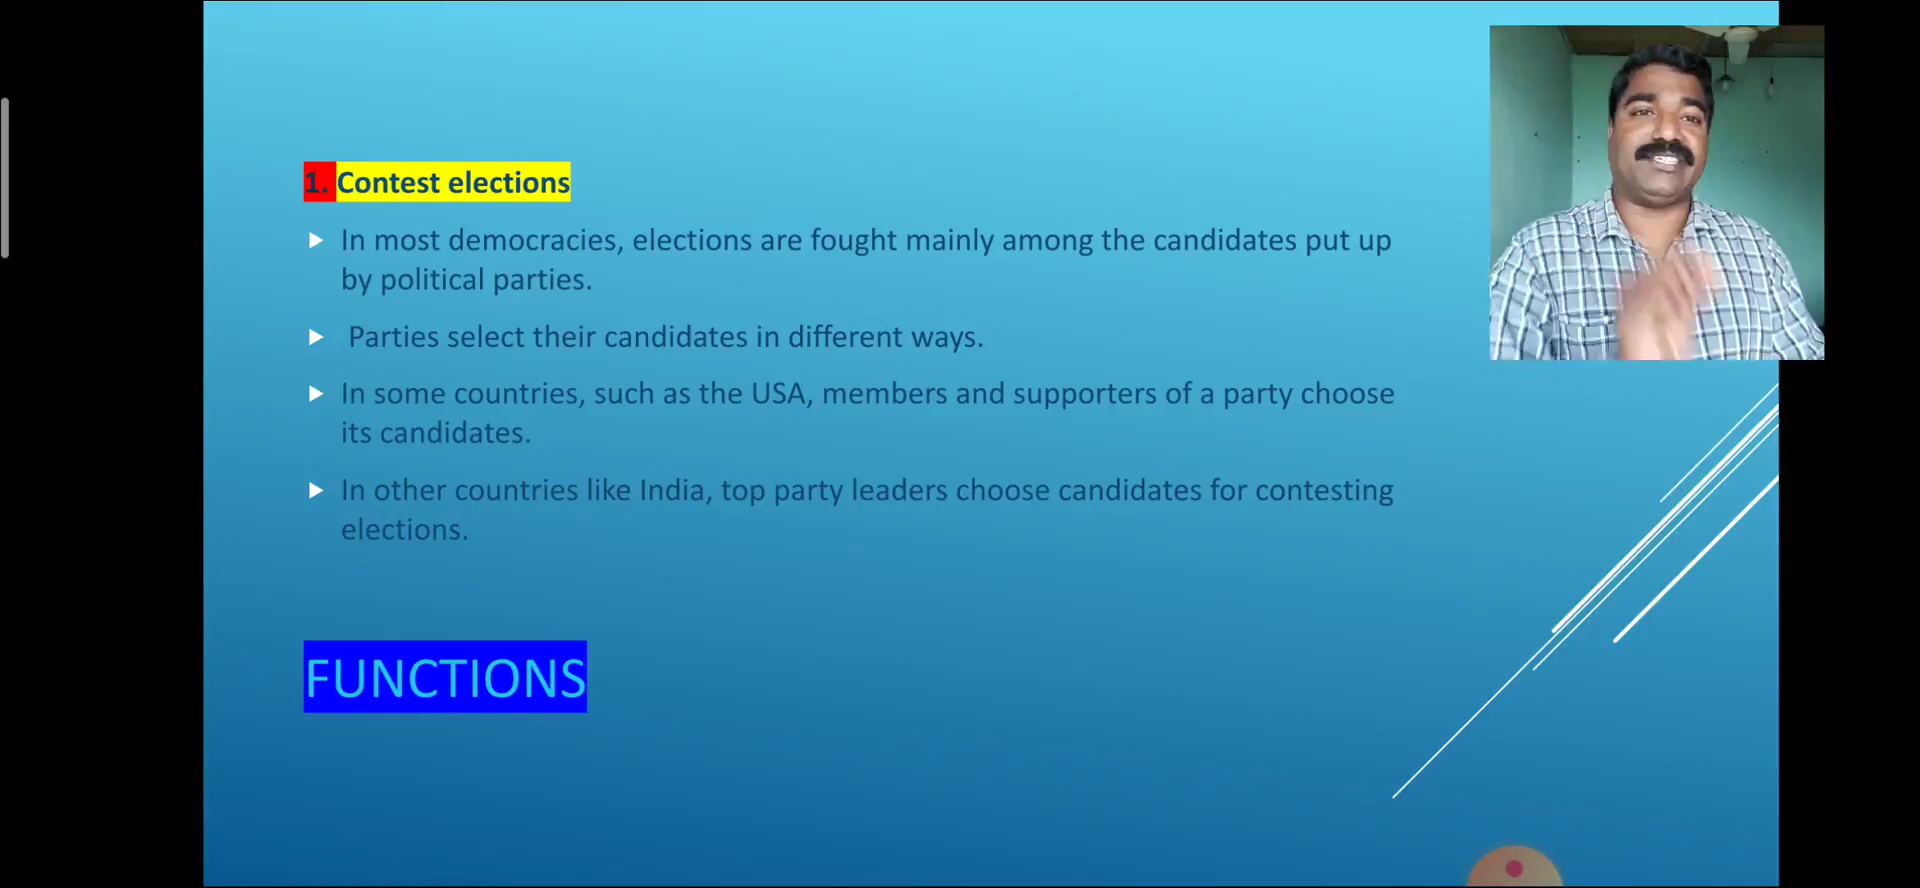 1. Contest elections
In most democracies, elections are fought mainly among the candidates put up
by political parties.
Parties select their candidates in different ways.
In some countries, such as the USA, members and supporters of a party choose
its candidates.
In other countries like India, top party leaders choose candidates for contesting
elections.
FUNCTIONS